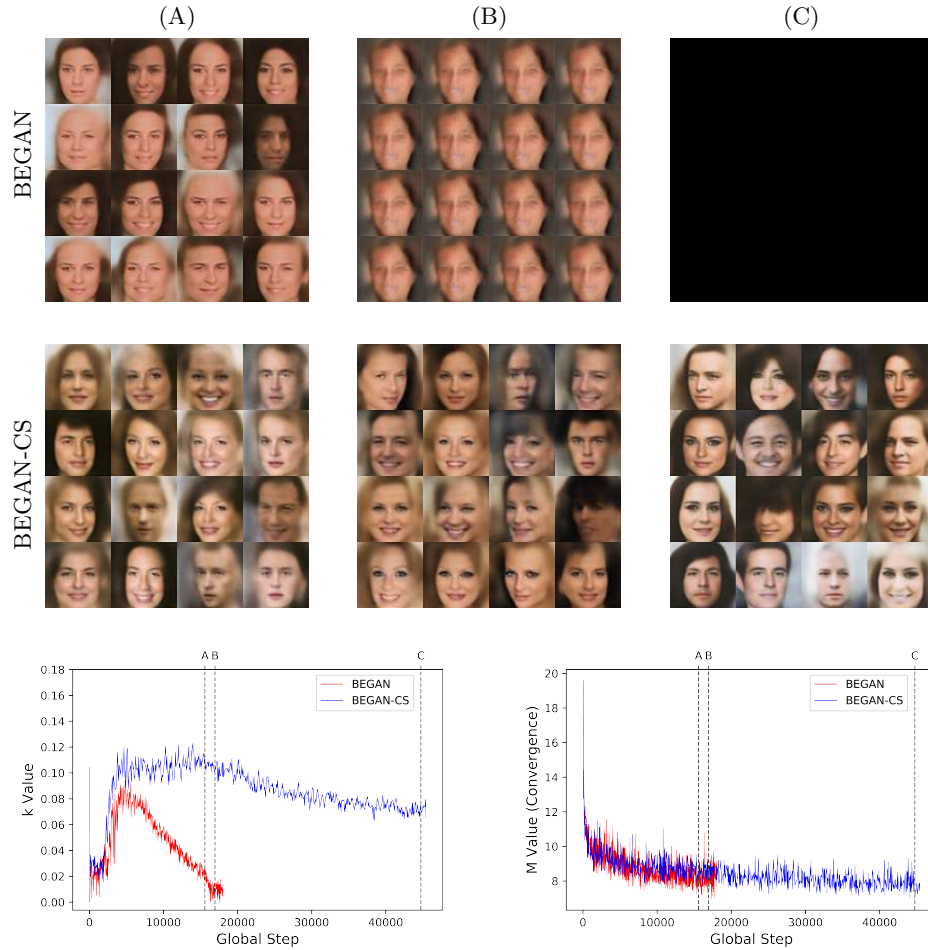 (A) (B) (C)
BEGAN
BEGAN-CS
A B C
0.18
0.16
0.14
0.12
0.10
0.08
0.06
0.04
0.02
0.00
k Value
BEGAN
BEGAN-CS
0 10000 20000 30000 40000
Global Step
A B C
20
18
16
14
12
10
8
M Value (Convergence)
BEGAN
BEGAN-CS
0 10000 20000 30000 40000
Global Step